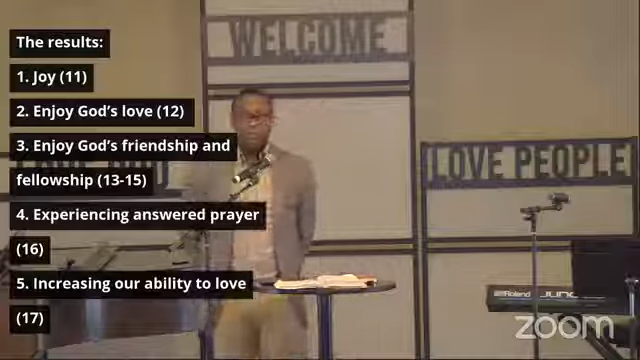 WELCOME
The results:
1. Joy (11)
2. Enjoy God's love (12)
3. Enjoy God's friendship and
fellowship (13-15)
4. Experiencing answered prayer
(16)
5. Increasing our ability to love
(17)
LOVE PEOPLE
Roland
zoom